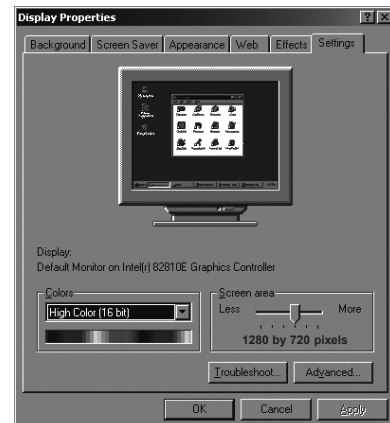 Display Properties
Background Screen Saver Appearance Web Effects Settings
Display:
Default Monitor on Intel(r) 82810E Graphics Controller
Colors
High Color (16 bit)
Screen area
Less More
1280 by 720 pixels
Troubleshoot... Advanced...
OK Cancel Apply